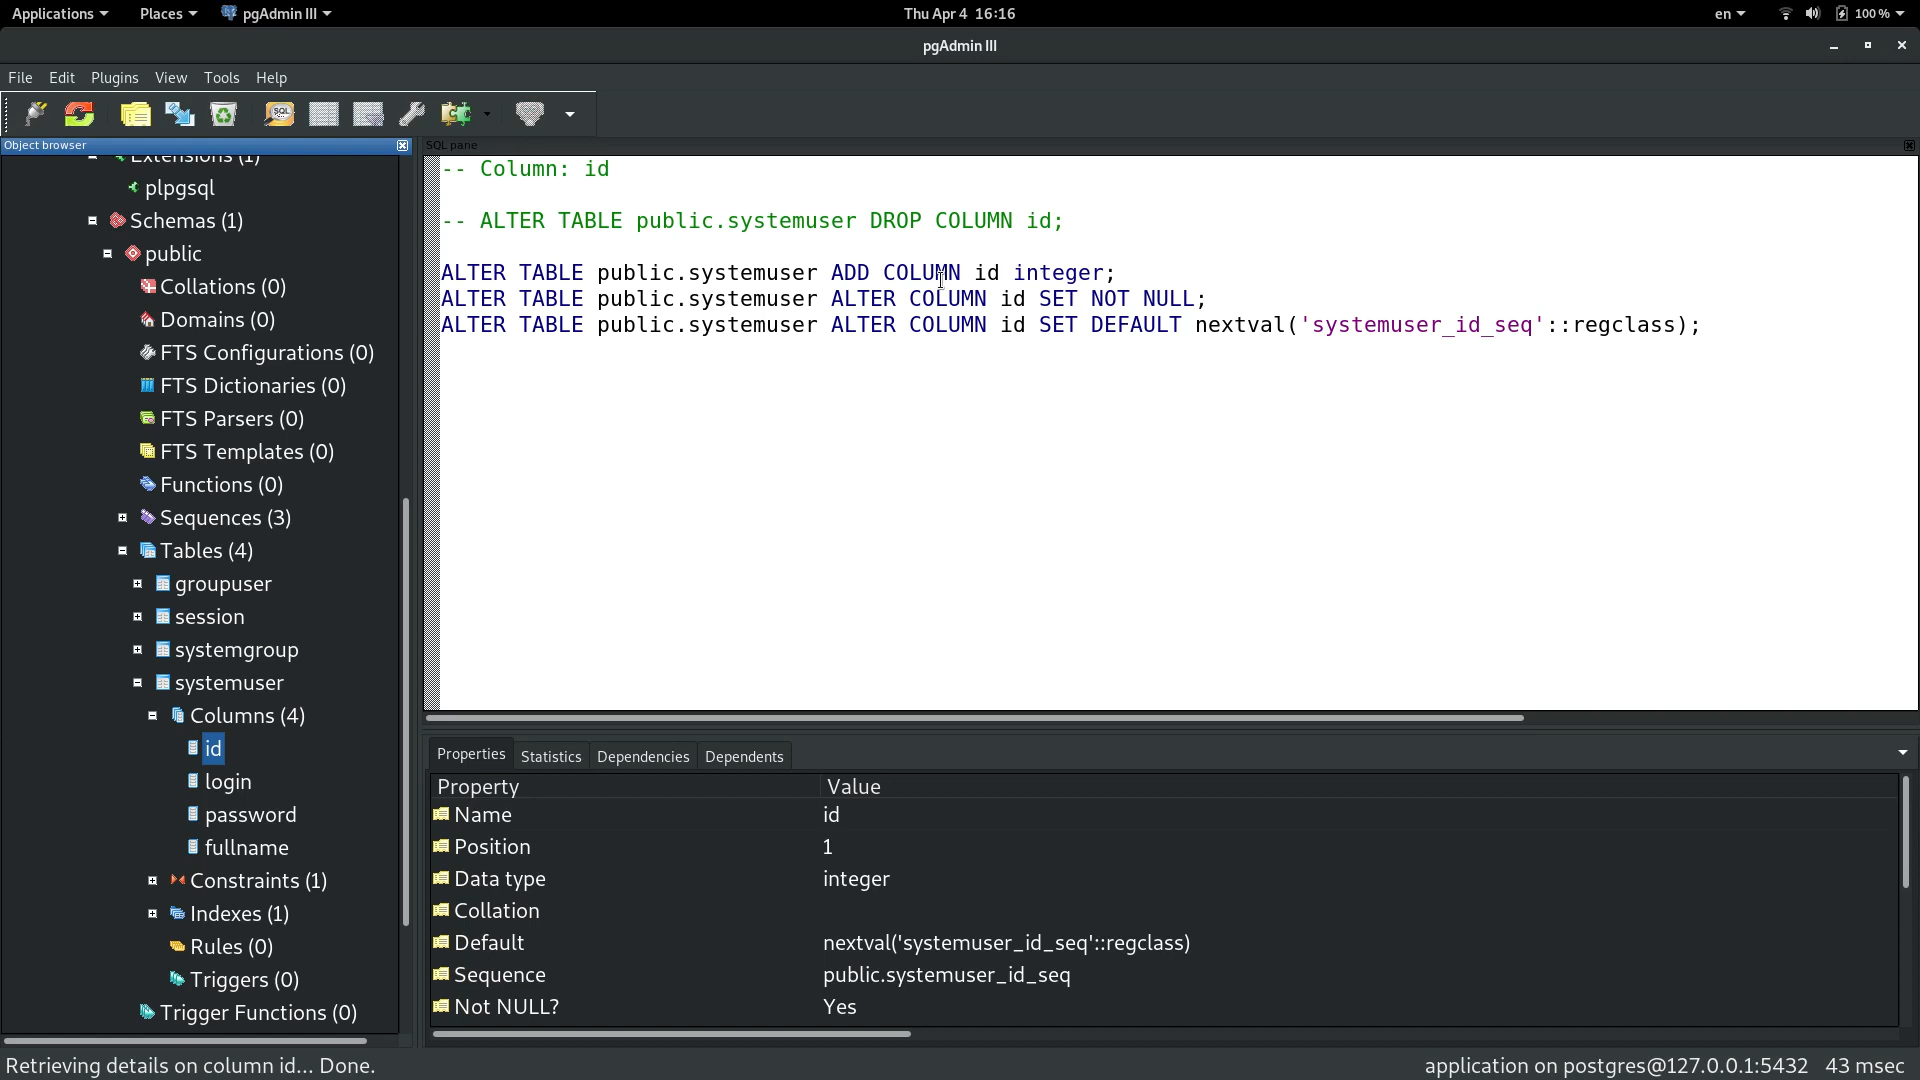 Applications Places pgAdmin III Thu Apr 4 16:16 en 100 %
pgAdmin III
File Edit Plugins View Tools Help
SQL
Object browser
Extensions (1)
plpgsql
Schemas (1)
public
Collations (0)
Domains (0)
FTS Configurations (0)
FTS Dictionaries (0)
FTS Parsers (0)
FTS Templates (0)
Functions (0)
Sequences (3)
Tables (4)
groupuser
session
systemgroup
systemuser
Columns (4)
id
login
password
fullname
Constraints (1)
Indexes (1)
Rules (0)
Triggers (0)
Trigger Functions (0)
SQL pane
-- Column: id
-- ALTER TABLE public.systemuser DROP COLUMN id;
ALTER TABLE public.systemuser ADD COLUMN id integer;
ALTER TABLE public.systemuser ALTER COLUMN id SET NOT NULL;
ALTER TABLE public.systemuser ALTER COLUMN id SET DEFAULT nextval('systemuser_id_seq'::regclass);
Properties Statistics Dependencies Dependents
Property Value
Name id
Position 1
Data type integer
Collation
Default nextval('systemuser_id_seq'::regclass)
Sequence public.systemuser_id_seq
Not NULL? Yes
Retrieving details on column id... Done. application on postgres@127.0.0.1:5432 43 msec